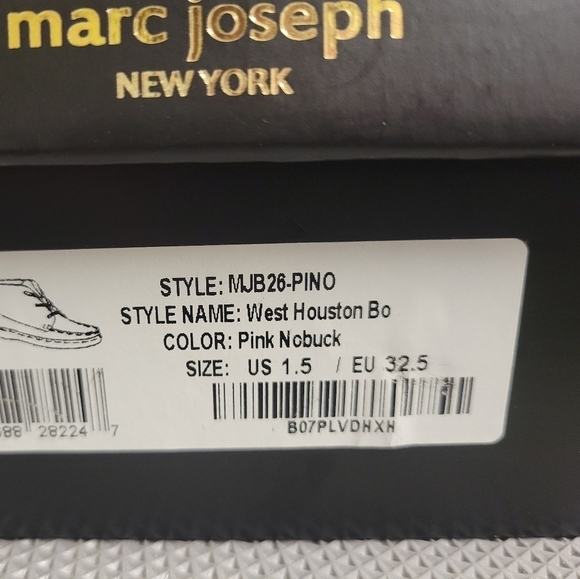 marc joseph
NEW YORK
STYLE: MJB26-PINO
STYLE NAME: West Houston Bo
COLOR: Pink Nobuck
SIZE: US 1.5 / EU 32.5
88 28224 7
B07PLVDHXH